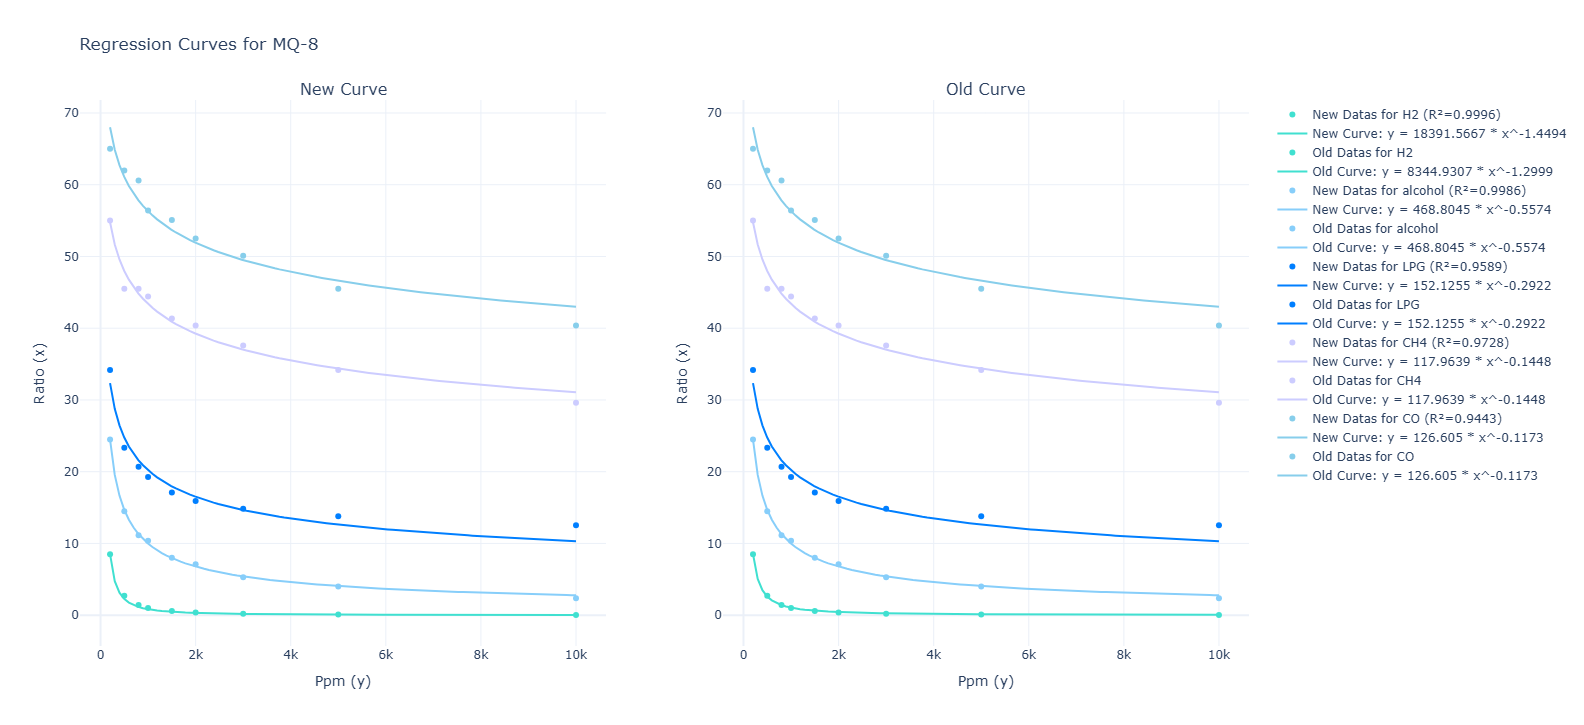 Regression Curves for MQ-8
New Curve
70
60
50
40
30
20
10
0
Ratio (x)
0 2k 4k 6k 8k 10k
Ppm (y)
Old Curve
70
60
50
40
30
20
10
0
Ratio (x)
0 2k 4k 6k 8k 10k
Ppm (y)
New Datas for H2 (R²=0.9996)
New Curve: y = 18391.5667 * x^-1.4494
Old Datas for H2
Old Curve: y = 8344.9307 * x^-1.2999
New Datas for alcohol (R²=0.9986)
New Curve: y = 468.8045 * x^-0.5574
Old Datas for alcohol
Old Curve: y = 468.8045 * x^-0.5574
New Datas for LPG (R²=0.9589)
New Curve: y = 152.1255 * x^-0.2922
Old Datas for LPG
Old Curve: y = 152.1255 * x^-0.2922
New Datas for CH4 (R²=0.9728)
New Curve: y = 117.9639 * x^-0.1448
Old Datas for CH4
Old Curve: y = 117.9639 * x^-0.1448
New Datas for CO (R²=0.9443)
New Curve: y = 126.605 * x^-0.1173
Old Datas for CO
Old Curve: y = 126.605 * x^-0.1173